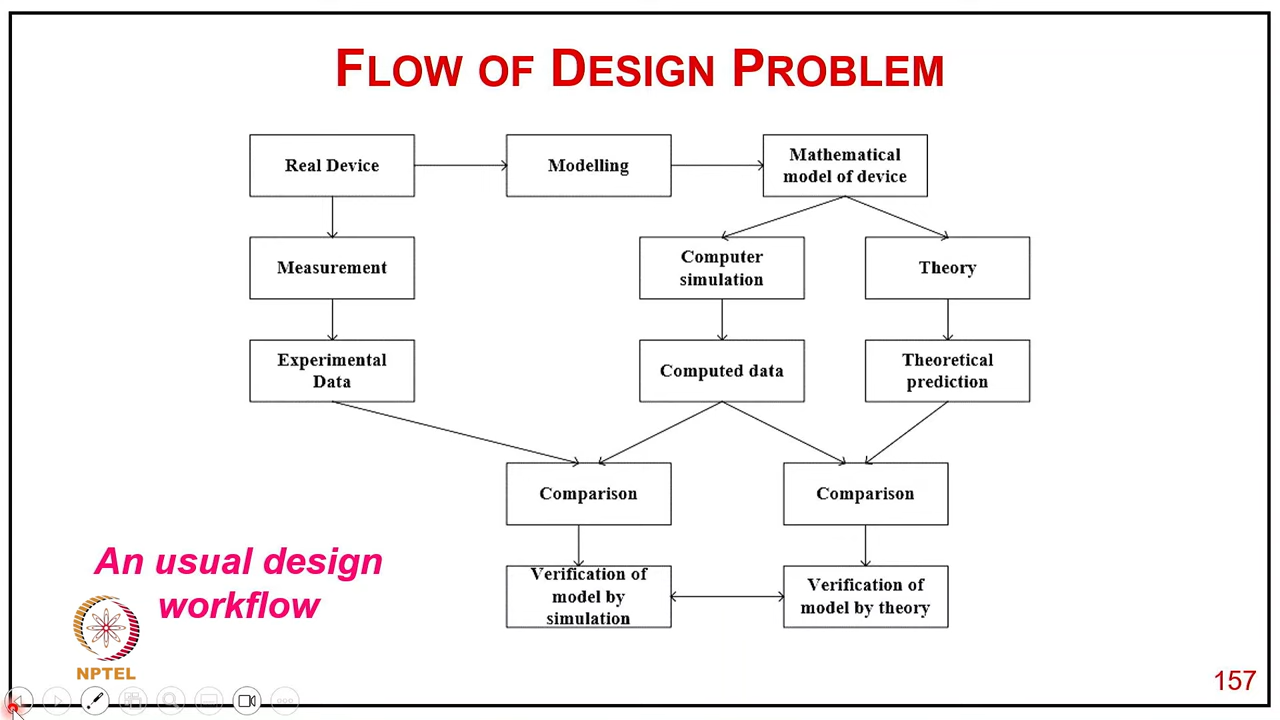 FLOW OF DESIGN PROBLEM
Real Device
Modelling
Mathematical
model of device
Measurement
Computer
simulation
Theory
Experimental
Data
Computed data
Theoretical
prediction
Comparison
Comparison
Verification of
model by
simulation
Verification of
model by theory
An usual design
workflow
NPTEL
157